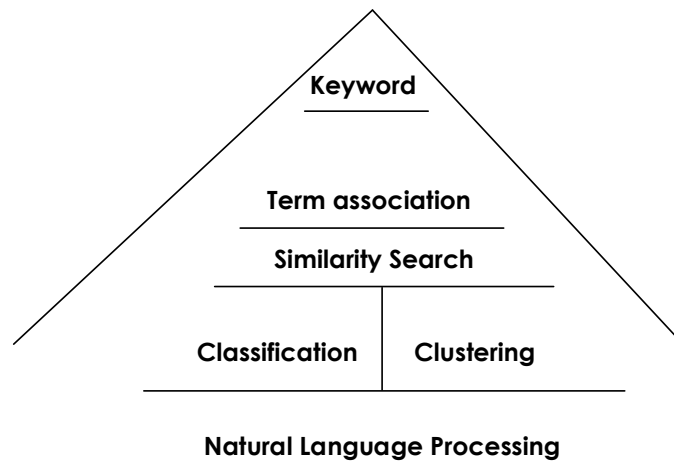 Keyword
Term association
Similarity Search
Classification Clustering
Natural Language Processing